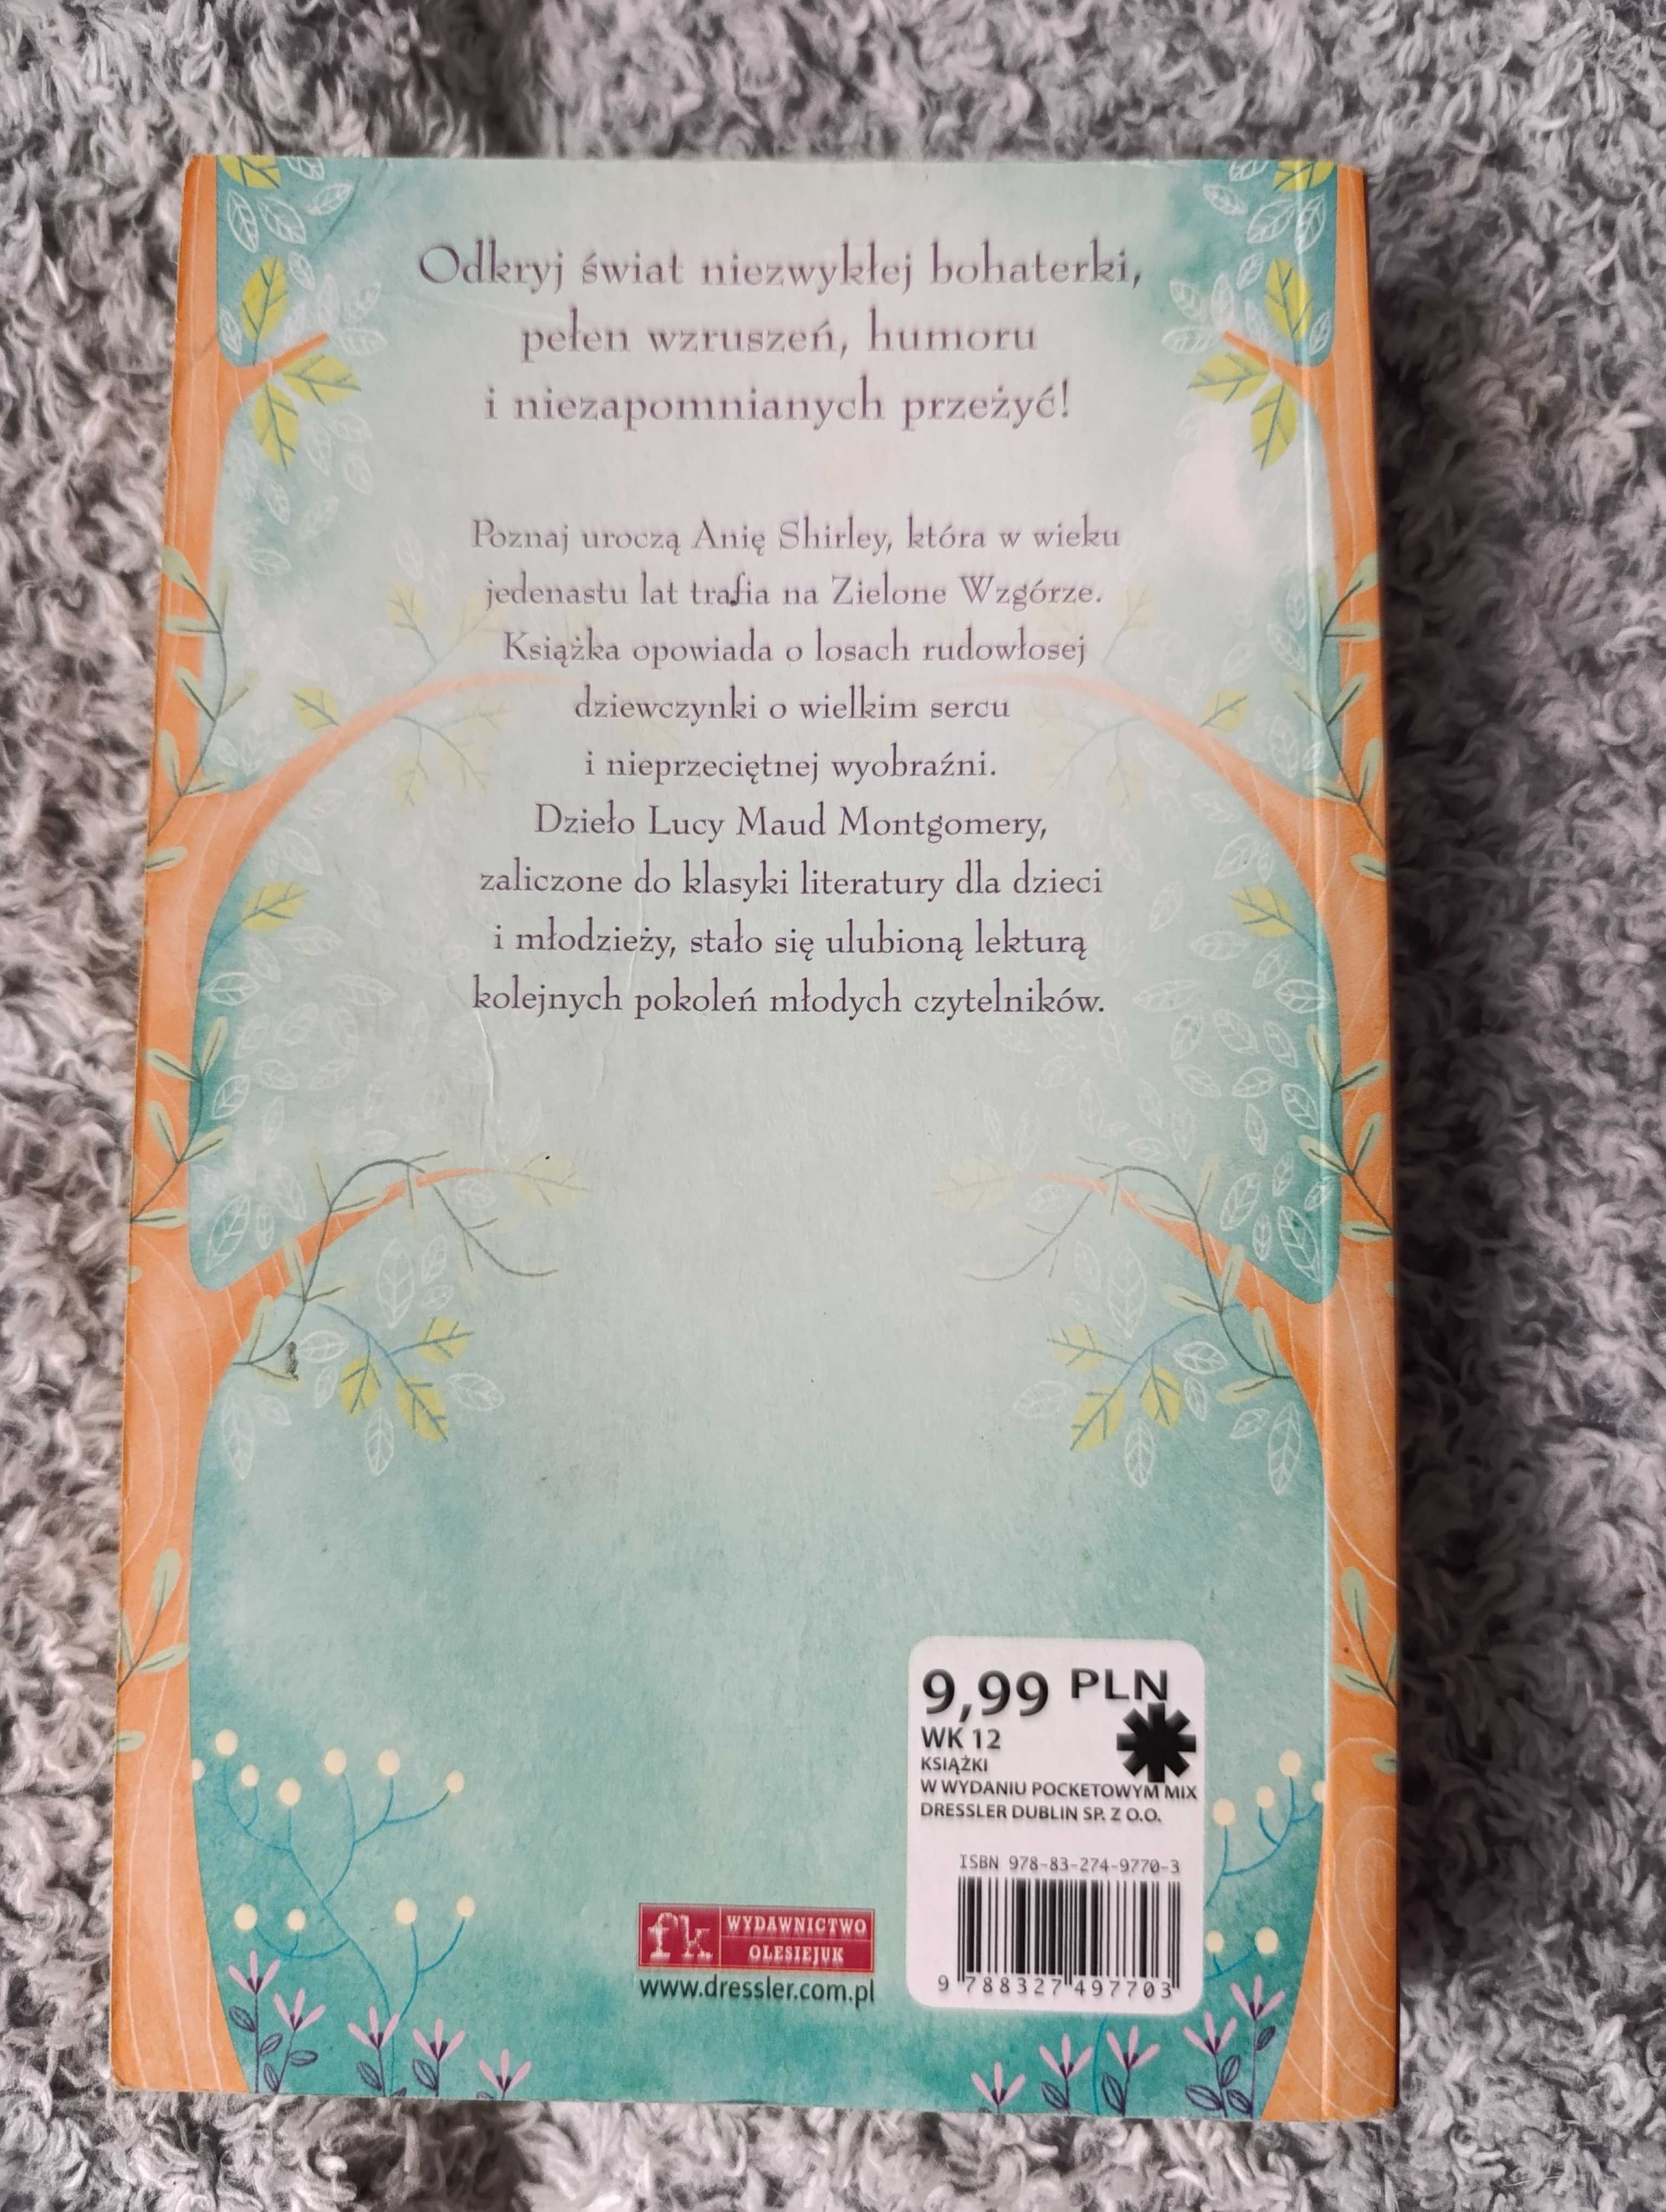 Odkryj świat niezwykłej bohaterki,
pełen wzruszeń, humoru
i niezapomnianych przeżyć!
Poznaj uroczą Anię Shirley, która w wieku
jedenastu lat trafia na Zielone Wzgórze.
Książka opowiada o losach rudowłosej
dziewczynki o wielkim sercu
i nieprzeciętnej wyobraźni.
Dzieło Lucy Maud Montgomery,
zaliczone do klasyki literatury dla dzieci
i młodzieży, stało się ulubioną lekturą
kolejnych pokoleń młodych czytelników.
9,99 PLN
WK 12
KSIĄŻKI
W WYDANIU POCKETOWYM MIX
DRESSLER DUBLIN SP. Z O.O.
ISBN 978-83-274-9770-3
9 788327 497703
fk WYDAWNICTWO
OLESIEJUK
www.dressler.com.pl